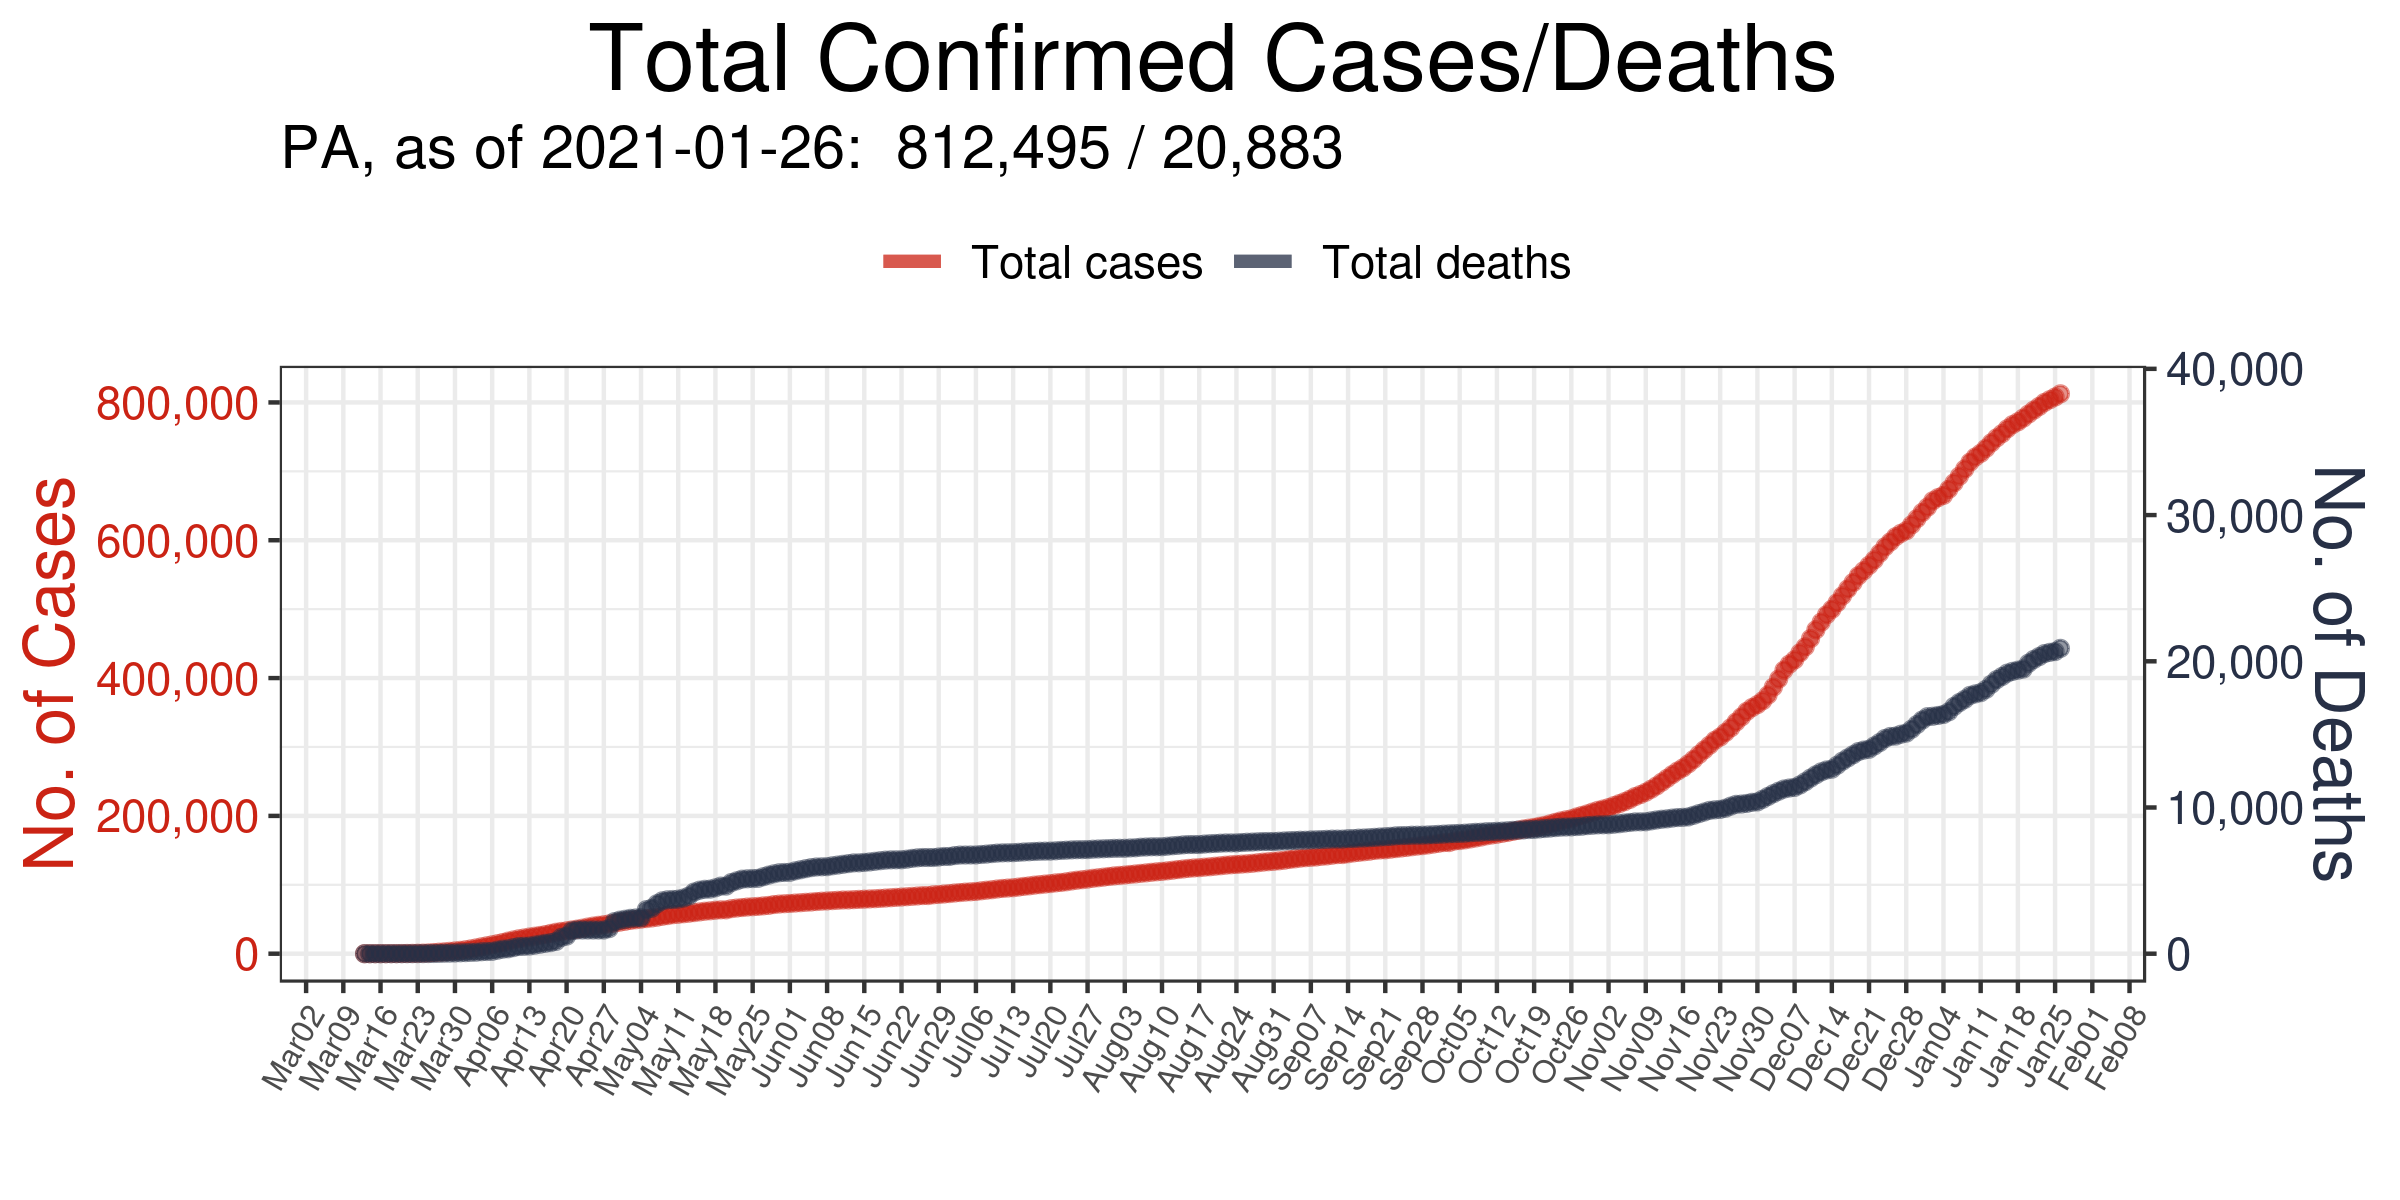 Total Confirmed Cases/Deaths
PA, as of 2021-01-26: 812,495 / 20,883
Total cases
Total deaths
No. of Cases
800,000
600,000
400,000
200,000
0
40,000
30,000
20,000
10,000
0
No. of Deaths
Mar02
Mar09
Mar16
Mar23
Mar30
Apr06
Apr13
Apr20
Apr27
May04
May11
May18
May25
Jun01
Jun08
Jun15
Jun22
Jun29
Jul06
Jul13
Jul20
Jul27
Aug03
Aug10
Aug17
Aug24
Aug31
Sep07
Sep14
Sep21
Sep28
Oct05
Oct12
Oct19
Oct26
Nov02
Nov09
Nov16
Nov23
Nov30
Dec07
Dec14
Dec21
Dec28
Jan04
Jan11
Jan18
Jan25
Feb01
Feb08